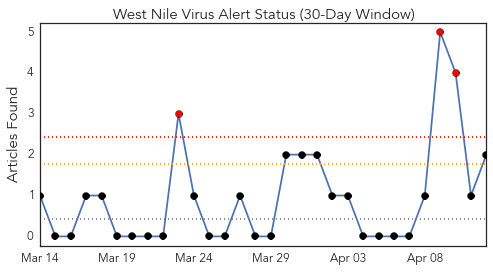 West Nile Virus Alert Status (30-Day Window)
Articles Found
5
4
3
2
1
0
Mar 14
Mar 19
Mar 24
Mar 29
Apr 03
Apr 08